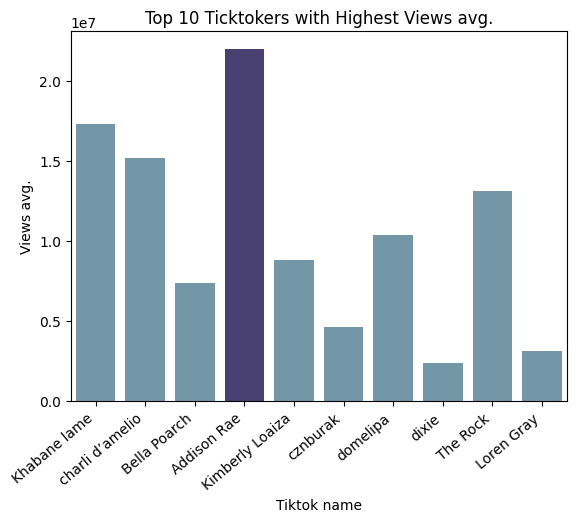 Top 10 Ticktokers with Highest Views avg.
1e7
2.0
1.5
1.0
0.5
0.0
Views avg.
Khabane lame
charli d'amelio
Bella Poarch
Addison Rae
Kimberly Loaiza
cznburak
domelipa
dixie
The Rock
Loren Gray
Tiktok name